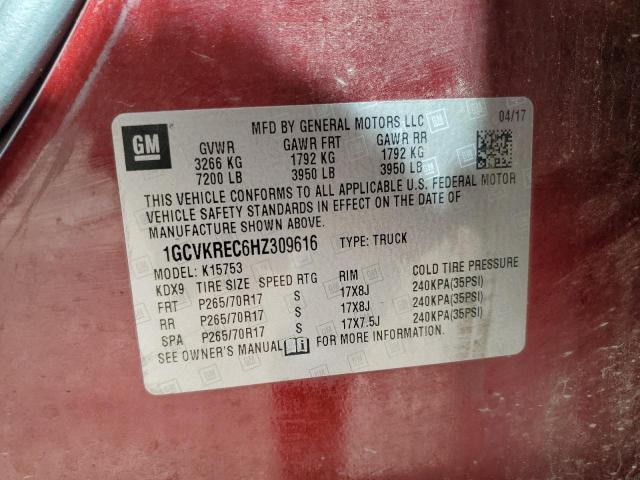 GM
MFD BY GENERAL MOTORS LLC
04/17
GVWR GAWR FRT GAWR RR
3266 KG 1792 KG 1792 KG
7200 LB 3950 LB 3950 LB
THIS VEHICLE CONFORMS TO ALL APPLICABLE U.S. FEDERAL MOTOR
VEHICLE SAFETY STANDARDS IN EFFECT ON THE DATE OF
MANUFACTURE SHOWN ABOVE.
1GCVKREC6HZ309616 TYPE: TRUCK
MODEL: K15753
KDX9 TIRE SIZE SPEED RTG RIM COLD TIRE PRESSURE
FRT P265/70R17 S 17X8J 240KPA(35PSI)
RR P265/70R17 S 17X8J 240KPA(35PSI)
SPA P265/70R17 S 17X7.5J 240KPA(35PSI)
SEE OWNER'S MANUAL i FOR MORE INFORMATION.